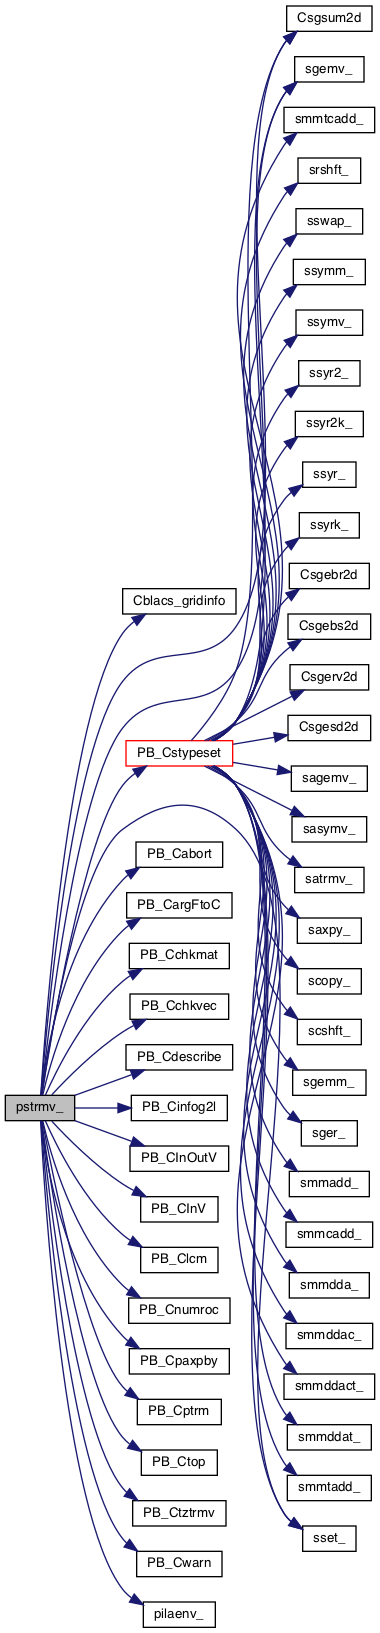 Csgsum2d
sgemv_
smmtcadd_
srshft_
sswap_
ssymm_
ssymv_
ssyr2_
ssyr2k_
ssyr_
ssyrk_
Csgebr2d
Cblacs_gridinfo
Csgebs2d
Csgerv2d
Csgesd2d
PB_Cstypeset
sagemv_
sasymv_
PB_Cabort
satrmv_
PB_CargFtoC
saxpy_
PB_Cchkmat
scopy_
PB_Cchkvec
scshft_
PB_Cdescribe
sgemm_
pstrmv_
PB_Cinfog2l
sger_
PB_CInOutV
smmadd_
PB_CInV
smmcadd_
PB_Clcm
smmdda_
PB_Cnumroc
smmddac_
PB_Cpaxpby
smmddact_
PB_Cptrm
smmddat_
PB_Ctop
smmtadd_
PB_Ctztrmv
sset_
PB_Cwarn
pilaenv_